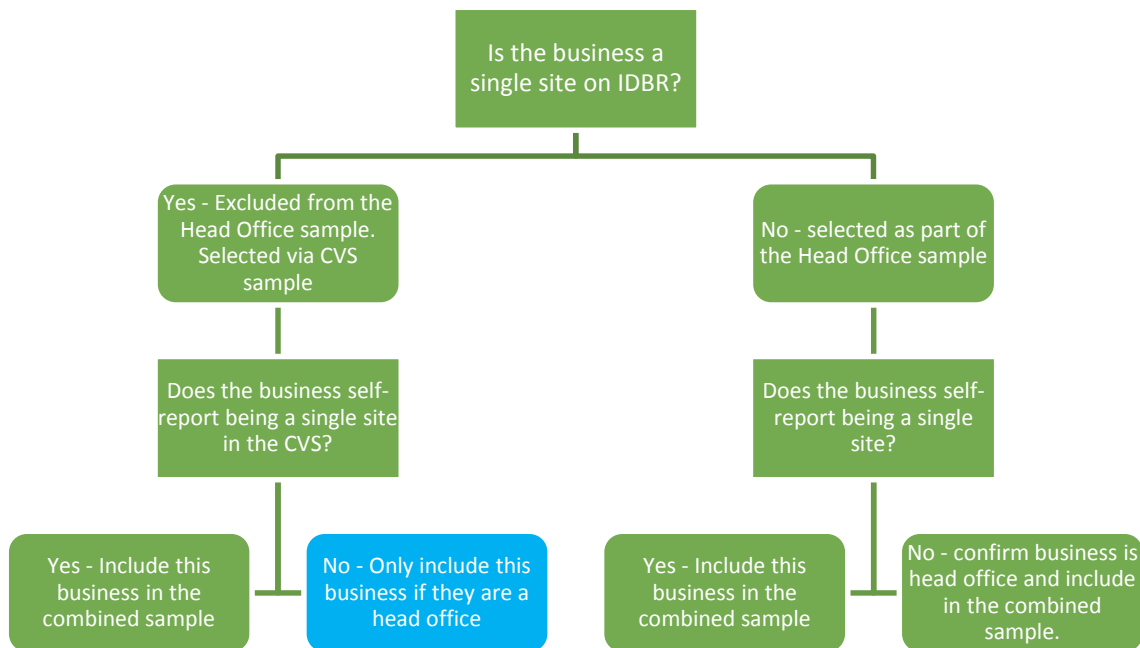 Is the business a
single site on IDBR?
Yes - Excluded from the
Head Office sample.
Selected via CVS
sample
No - selected as part of
the Head Office sample
Does the business self-
report being a single site
in the CVS?
Does the business self-
report being a single
site?
Yes - Include this
business in the
combined sample
No - Only include this
business if they are a
head office
Yes - Include this
business in the
combined sample
No - confirm business is
head office and include
in the combined
sample.